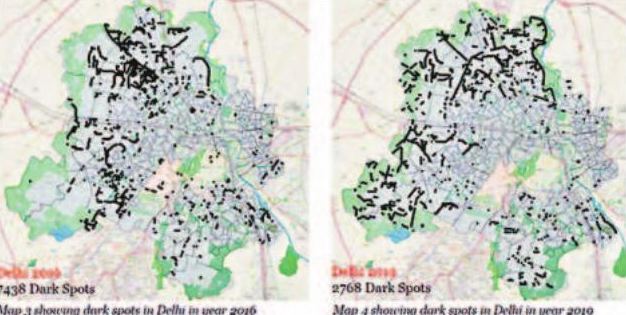 Delhi 2016
7438 Dark Spots
Map 3 showing dark spots in Delhi in year 2016
Delhi 2019
2768 Dark Spots
Map 4 showing dark spots in Delhi in year 2019